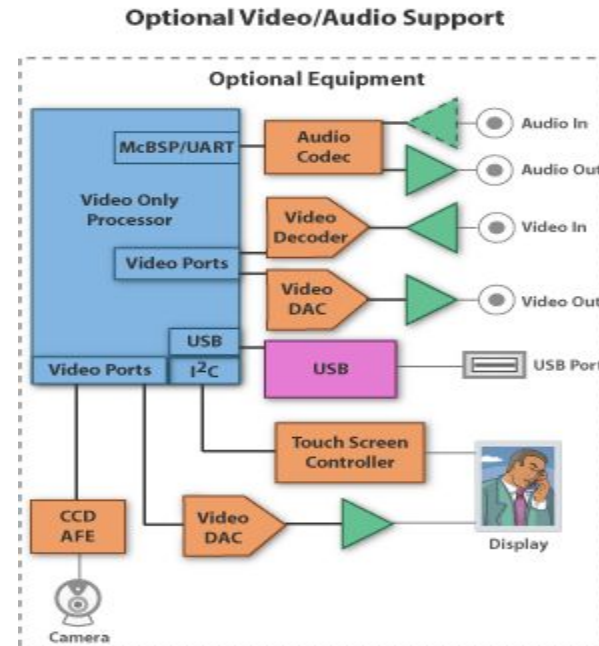 Optional Video/Audio Support
Optional Equipment
McBSP/UART
Audio
Codec
Audio In
Audio Out
Video Only
Processor
Video
Decoder
Video In
Video Ports
Video
DAC
Video Out
USB
USB
USB Port
Video Ports
I²C
Touch Screen
Controller
CCD
AFE
Video
DAC
Display
Camera